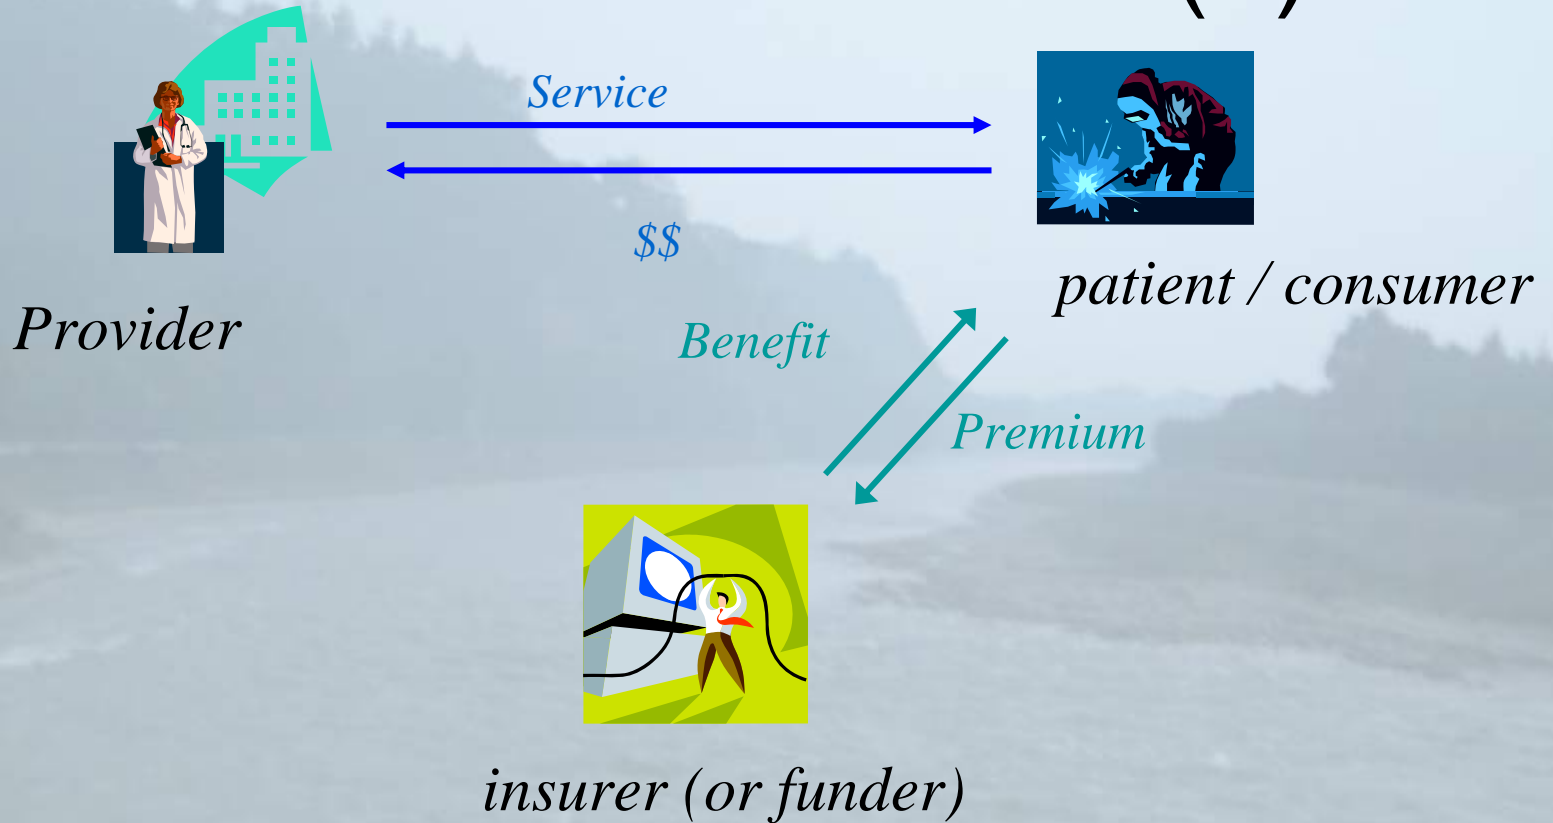 Service
$$
patient / consumer
Provider
Benefit
Premium
insurer (or funder)